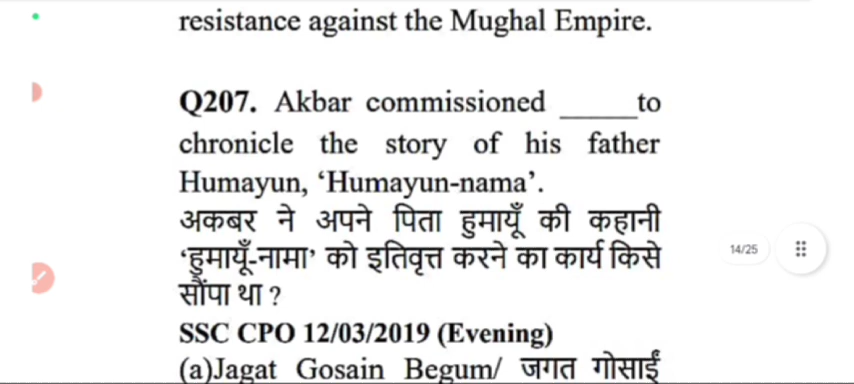 resistance against the Mughal Empire.
Q207. Akbar commissioned _____to
chronicle the story of his father
Humayun, ‘Humayun-nama’.
अकबर ने अपने पिता हुमायूँ की कहानी
‘हुमायूँ-नामा’ को इतिवृत्त करने का कार्य किसे
सौंपा था ?
14/25
SSC CPO 12/03/2019 (Evening)
(a)Jagat Gosain Begum/ जगत गोसाईं